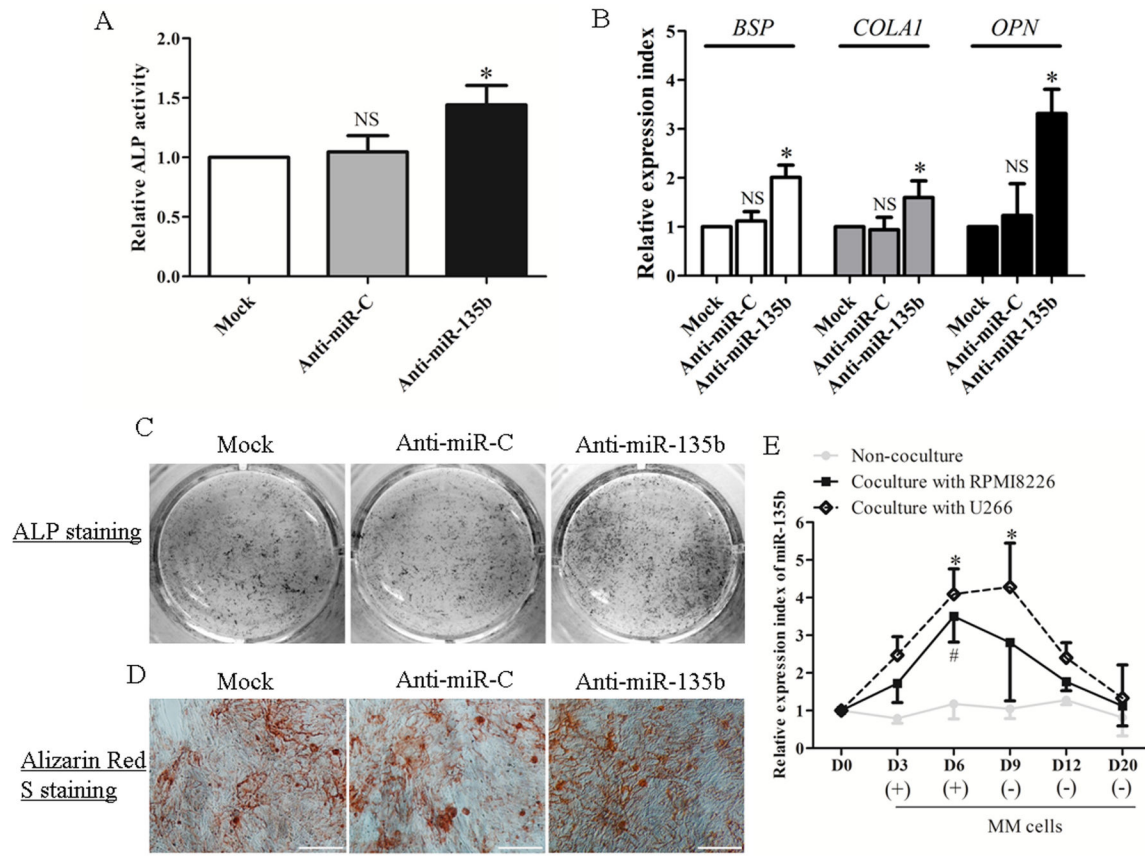 A
Relative ALP activity
2.0
1.5
1.0
0.5
0.0
NS
*
Mock
Anti-miR-C
Anti-miR-135b
B
Relative expression index
5
4
3
2
1
0
BSP
COLA1
OPN
NS
*
NS
*
NS
*
Mock
Anti-miR-C
Anti-miR-135b
Mock
Anti-miR-C
Anti-miR-135b
Mock
Anti-miR-C
Anti-miR-135b
C
Mock
Anti-miR-C
Anti-miR-135b
ALP staining
D
Mock
Anti-miR-C
Anti-miR-135b
Alizarin Red
S staining
E
Non-coculture
Coculture with RPMI8226
Coculture with U266
Relative expression index of miR-135b
6
5
4
3
2
1
0
*
*
#
D0
D3
D6
D9
D12
D20
(+)
(+)
(-)
(-)
(-)
MM cells